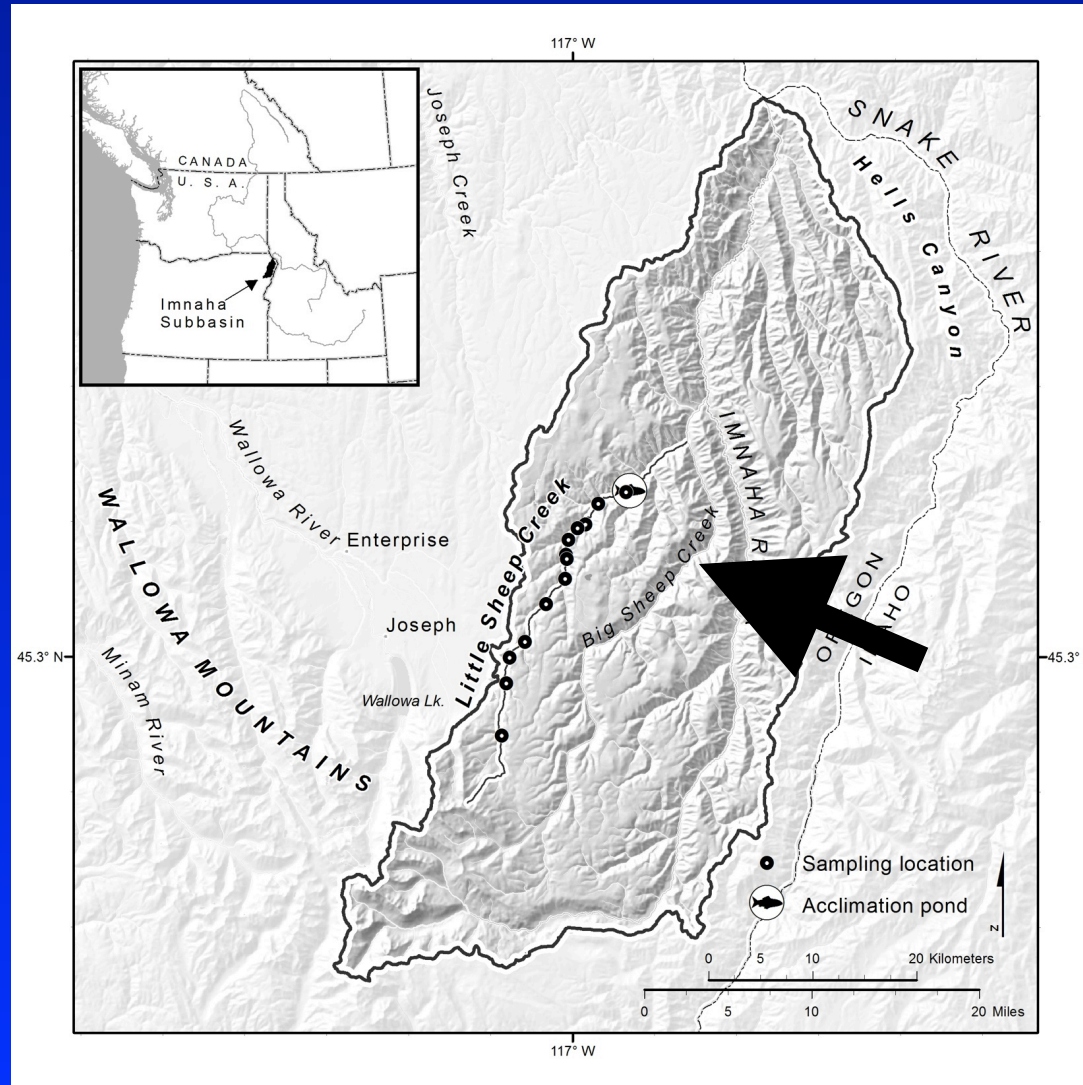 117° W
CANADA
U. S. A.
Imnaha
Subbasin
Joseph Creek
SNAKE RIVER
Hells Canyon
IMNAHA R
Wallowa River
Enterprise
Little Sheep Creek
Big Sheep Creek
WALLOWA MOUNTAINS
Joseph
OREGON
45.3° N
45.3°
Minam River
Wallowa Lk.
Sampling location
Acclimation pond
N
0 5 10 20 Kilometers
0 5 10 20 Miles
117° W